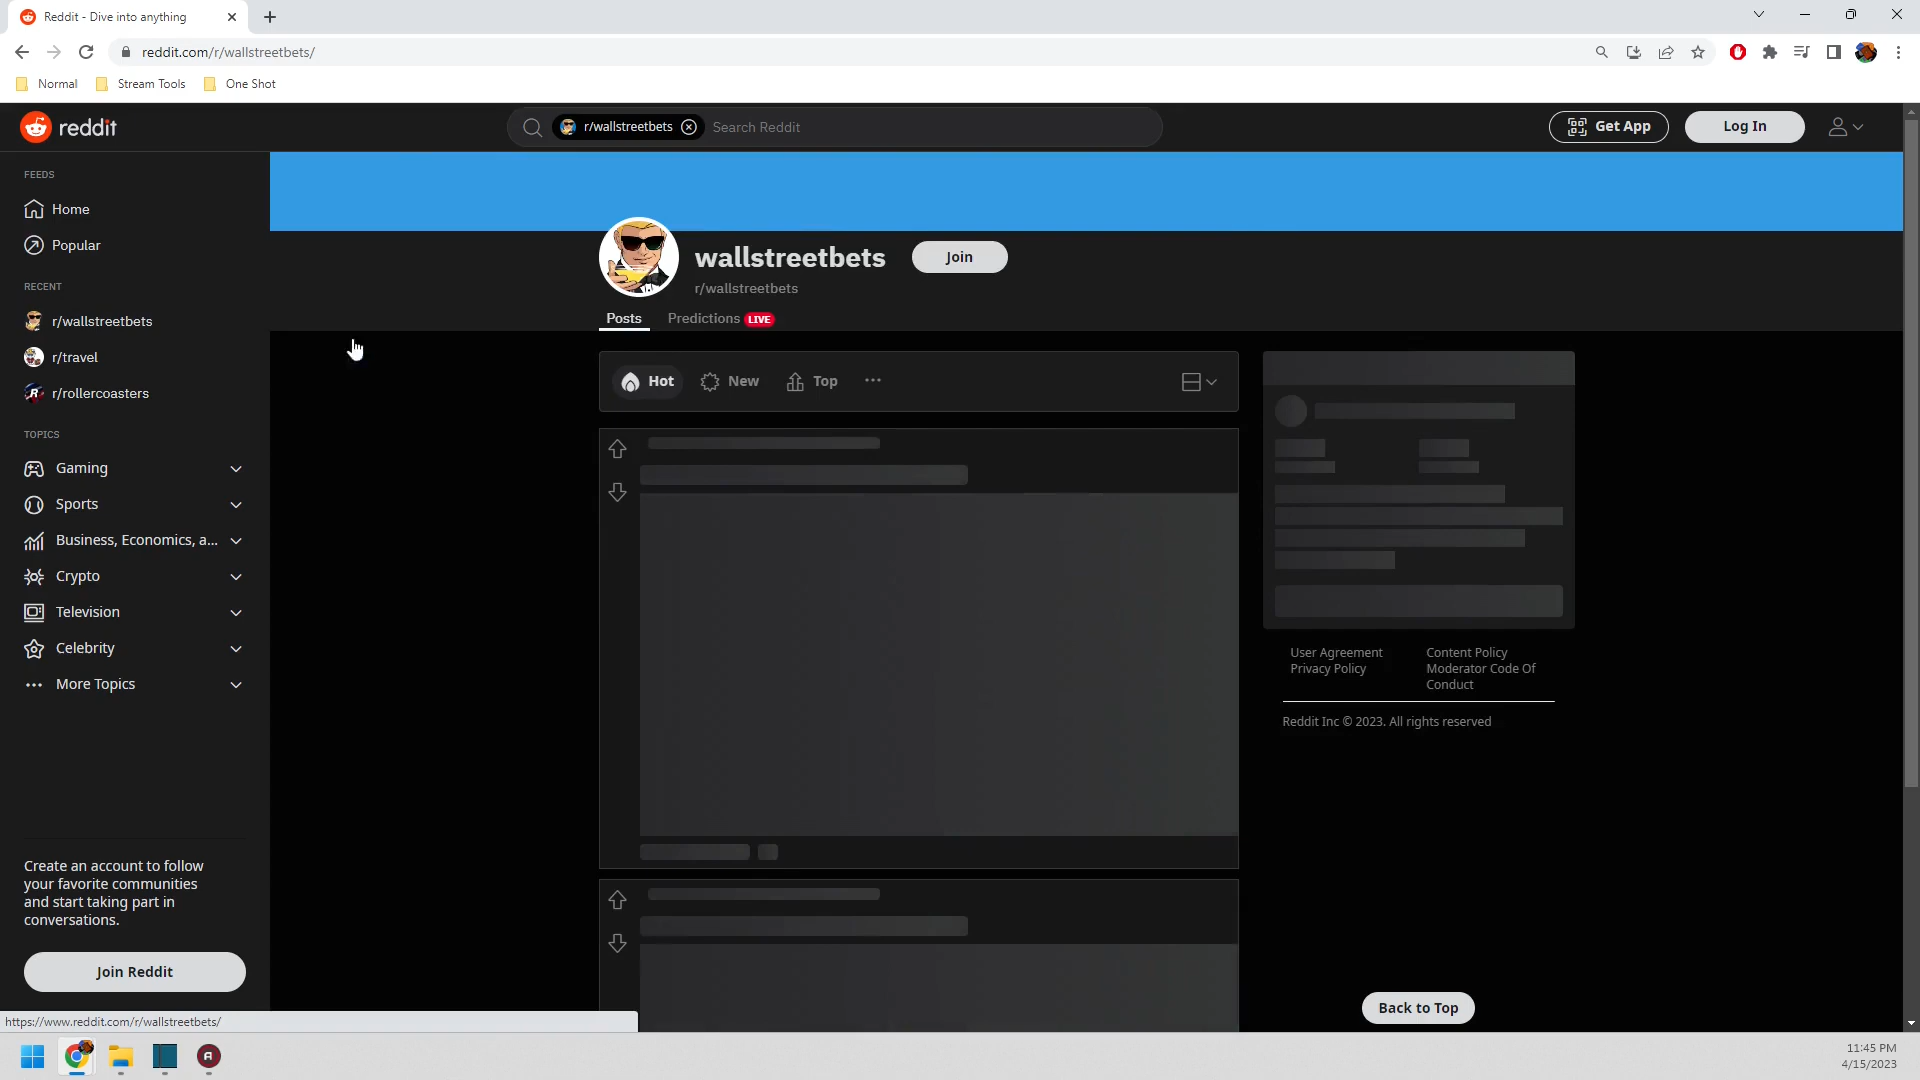 Reddit - Dive into anything
reddit.com/r/wallstreetbets/
Normal
Stream Tools
One Shot
reddit
r/wallstreetbets
Search Reddit
Get App
Log In
FEEDS
Home
Popular
RECENT
r/wallstreetbets
r/travel
r/rollercoasters
TOPICS
Gaming
Sports
Business, Economics, a...
Crypto
Television
Celebrity
More Topics
Create an account to follow
your favorite communities
and start taking part in
conversations.
Join Reddit
https://www.reddit.com/r/wallstreetbets/
wallstreetbets
Join
r/wallstreetbets
Posts
Predictions LIVE
Hot
New
Top
User Agreement
Privacy Policy
Content Policy
Moderator Code Of
Conduct
Reddit Inc © 2023. All rights reserved
Back to Top
11:45 PM
4/15/2023